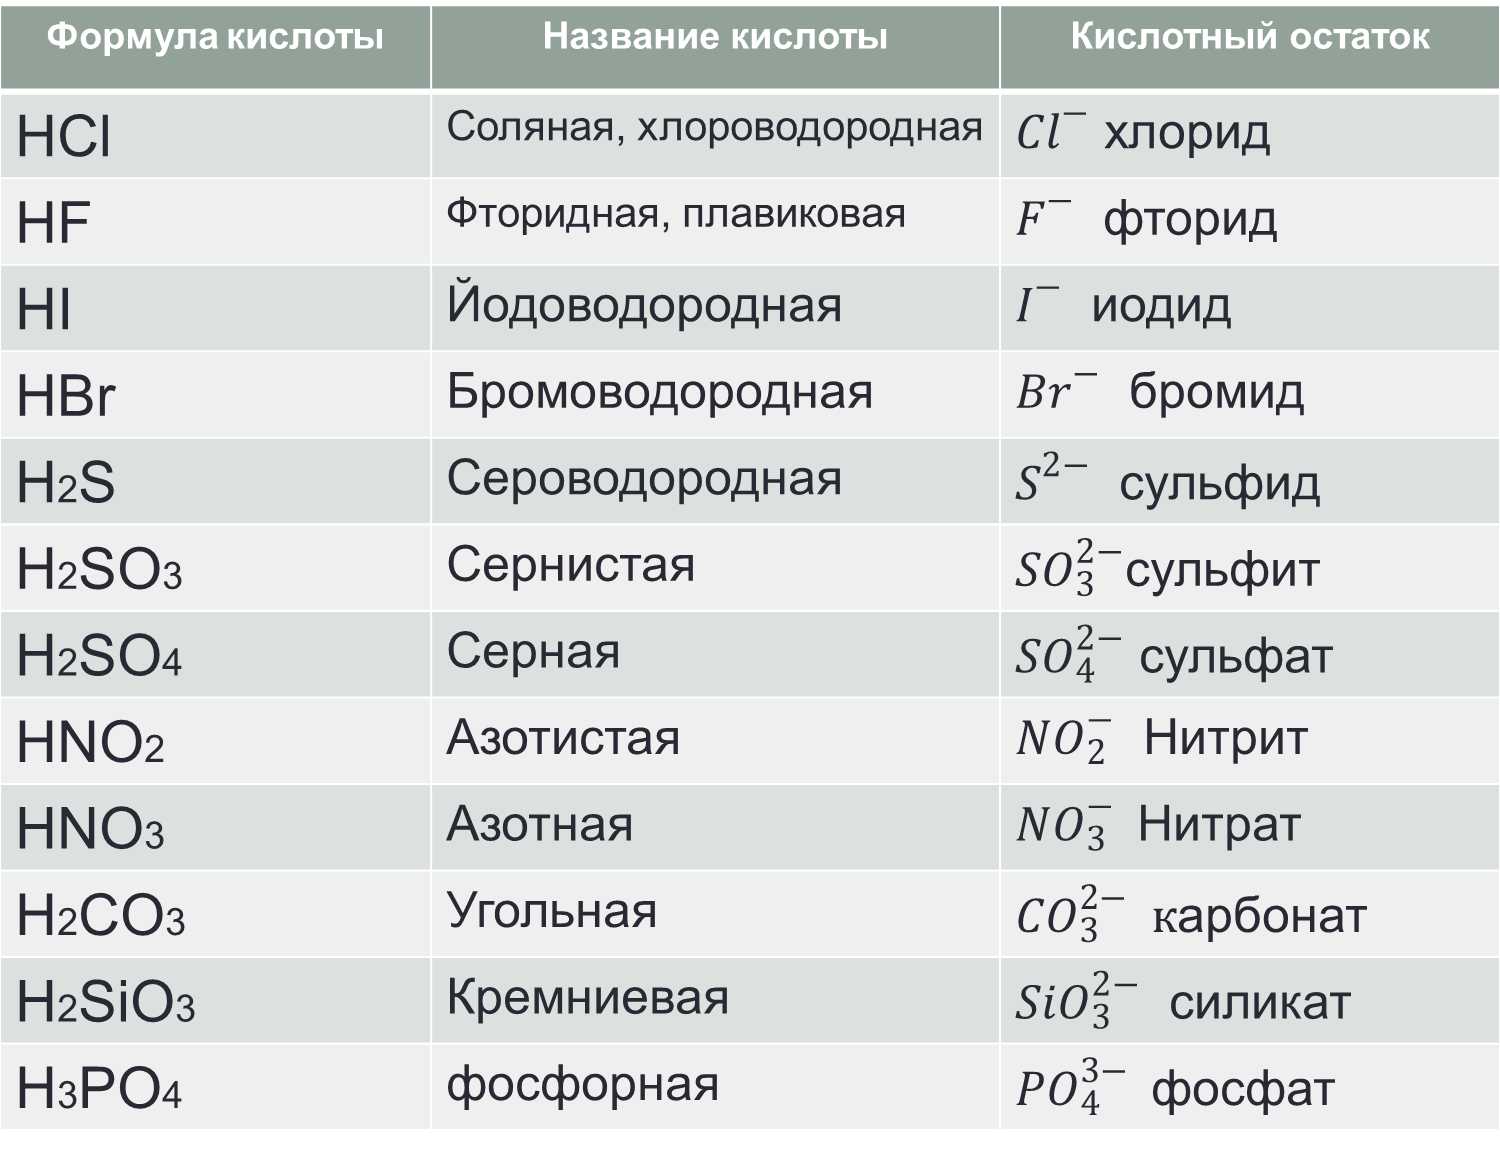 Формула кислоты Название кислоты Кислотный остаток
HCl Соляная, хлороводородная Cl⁻ хлорид
HF Фторидная, плавиковая F⁻ фторид
HI Йодоводородная I⁻ иодид
HBr Бромоводородная Br⁻ бромид
H2S Сероводородная S²⁻ сульфид
H2SO3 Сернистая SO₃²⁻ сульфит
H2SO4 Серная SO₄²⁻ сульфат
HNO2 Азотистая NO₂⁻ Нитрит
HNO3 Азотная NO₃⁻ Нитрат
H2CO3 Угольная CO₃²⁻ карбонат
H2SiO3 Кремниевая SiO₃²⁻ силикат
H3PO4 фосфорная PO₄³⁻ фосфат